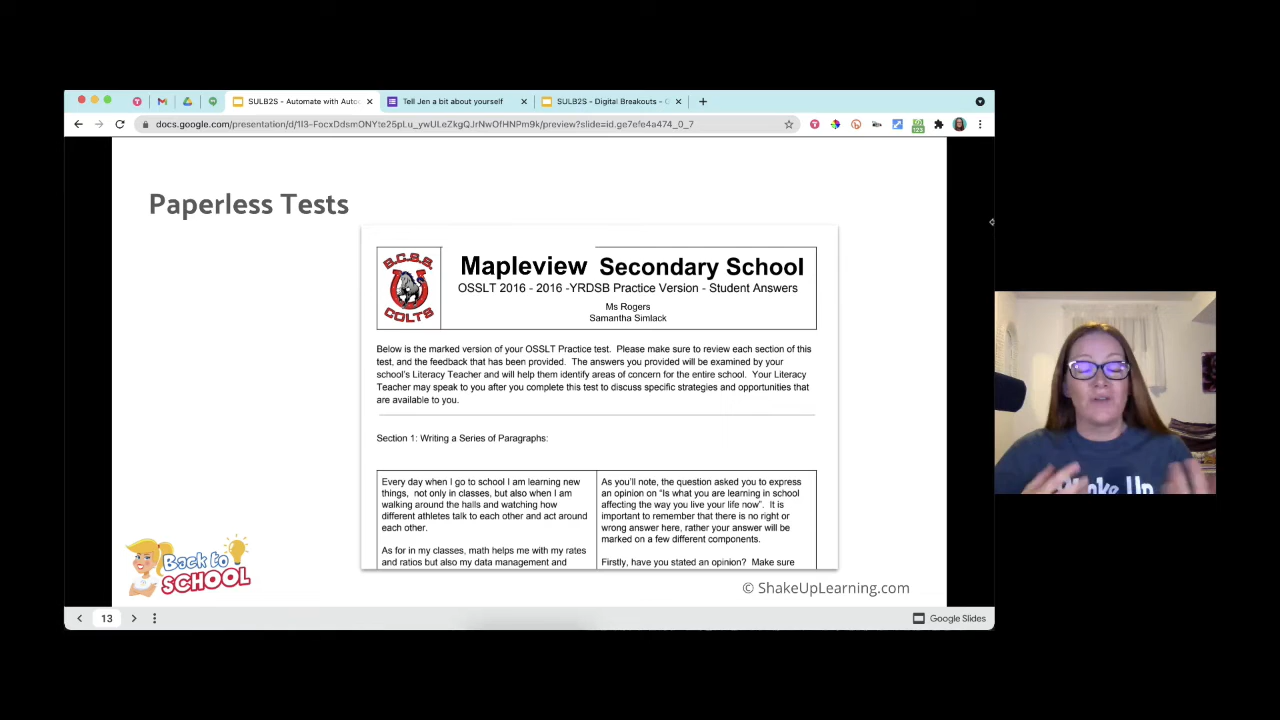 SULB2S - Automate with Autoc
Tell Jen a bit about yourself
SULB2S - Digital Breakouts - G
docs.google.com/presentation/d/1I3-FocxDdsmONYte25pLu_ywULeZkgQJrNwOfHNPm9k/preview?slide=id.ge7efe4a474_0_7
Paperless Tests
B.C.S.S.
COLTS
Mapleview Secondary School
OSSLT 2016 - 2016 -YRDSB Practice Version - Student Answers
Ms Rogers
Samantha Simlack
Below is the marked version of your OSSLT Practice test. Please make sure to review each section of this
test, and the feedback that has been provided. The answers you provided will be examined by your
school's Literacy Teacher and will help them identify areas of concern for the entire school. Your Literacy
Teacher may speak to you after you complete this test to discuss specific strategies and opportunities that
are available to you.
Section 1: Writing a Series of Paragraphs:
Every day when I go to school I am learning new
things, not only in classes, but also when I am
walking around the halls and watching how
different athletes talk to each other and act around
each other.
As for in my classes, math helps me with my rates
and ratios but also my data management and
As you'll note, the question asked you to express
an opinion on "Is what you are learning in school
affecting the way you live your life now". It is
important to remember that there is no right or
wrong answer here, rather your answer will be
marked on a few different components.
Firstly, have you stated an opinion? Make sure
Back to
SCHOOL
© ShakeUpLearning.com
13
Google Slides
Shake Up